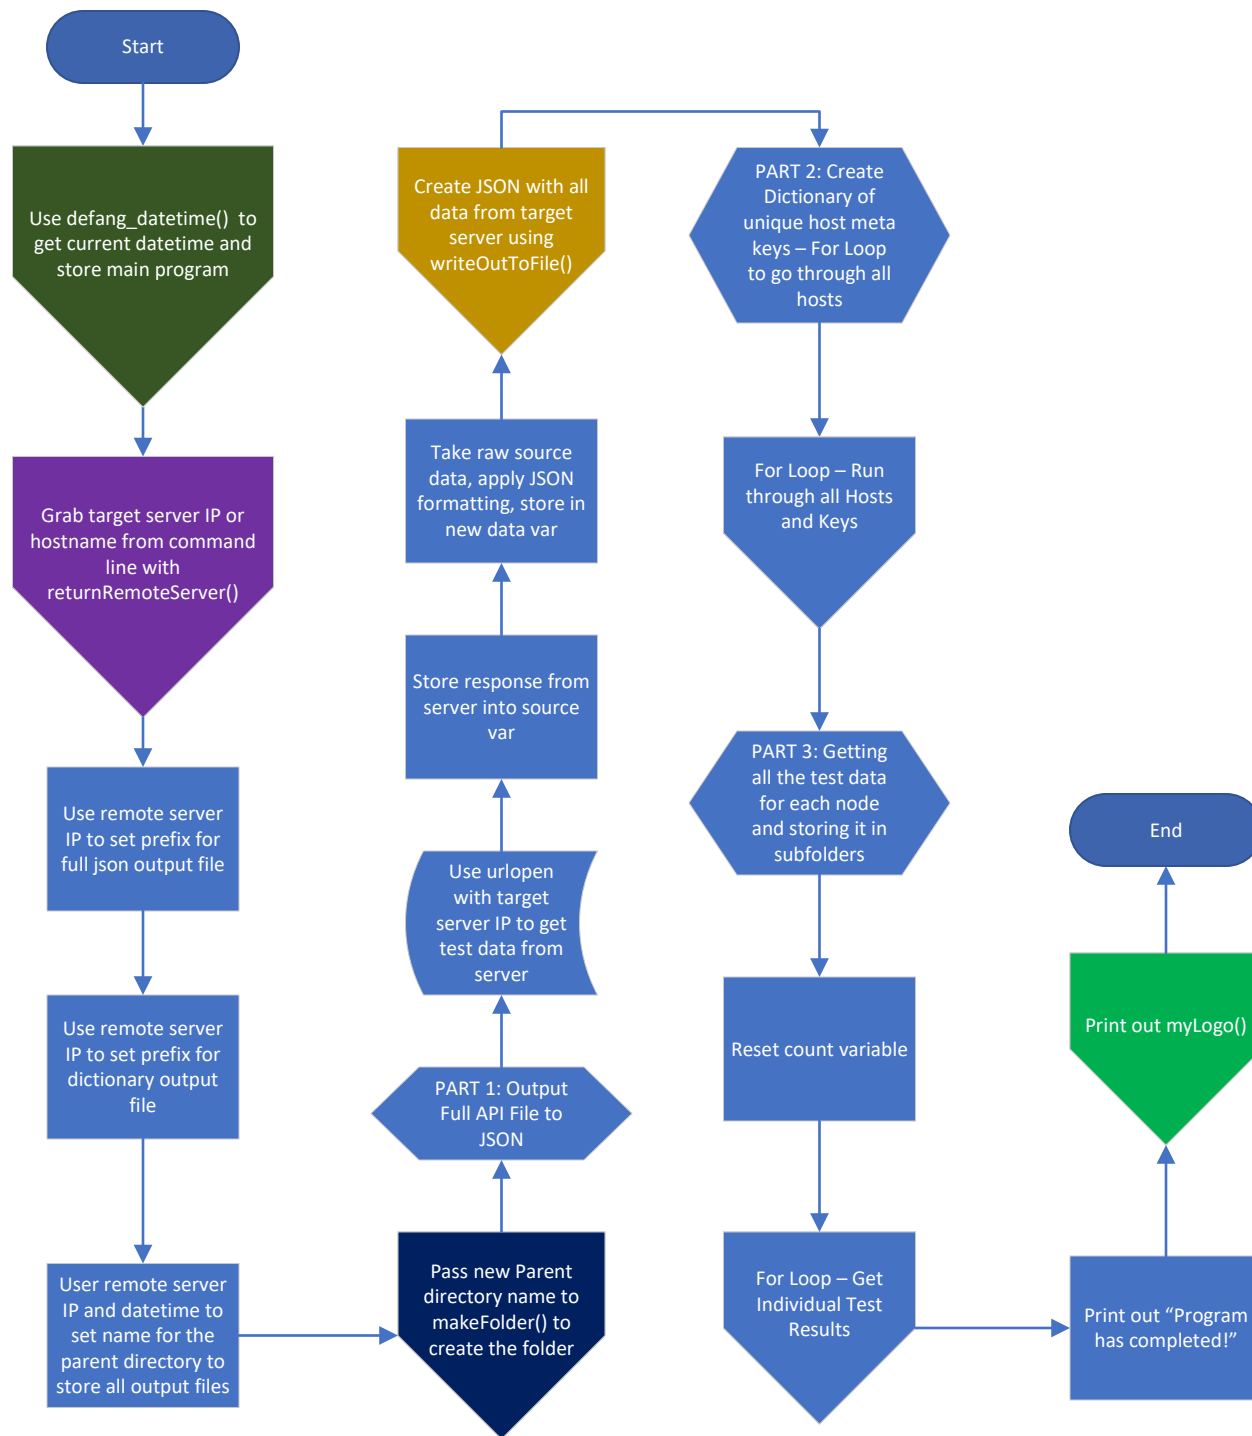 Start
Use defang_datetime()  to
get current datetime and
store main program
Grab target server IP or
hostname from command
line with
returnRemoteServer()
Use remote server
IP to set prefix for
full json output file
Use remote server
IP to set prefix for
dictionary output
file
User remote server
IP and datetime to
set name for the
parent directory to
store all output files
Pass new Parent
directory name to
makeFolder() to
create the folder
PART 1: Output
Full API File to
JSON
Use urlopen
with target
server IP to get
test data from
server
Store response from
server into source
var
Take raw source
data, apply JSON
formatting, store in
new data var
Create JSON with all
data from target
server using
writeOutToFile()
PART 2: Create
Dictionary of
unique host meta
keys – For Loop
to go through all
hosts
For Loop – Run
through all Hosts
and Keys
PART 3: Getting
all the test data
for each node
and storing it in
subfolders
Reset count variable
For Loop – Get
Individual Test
Results
Print out “Program
has completed!”
Print out myLogo()
End